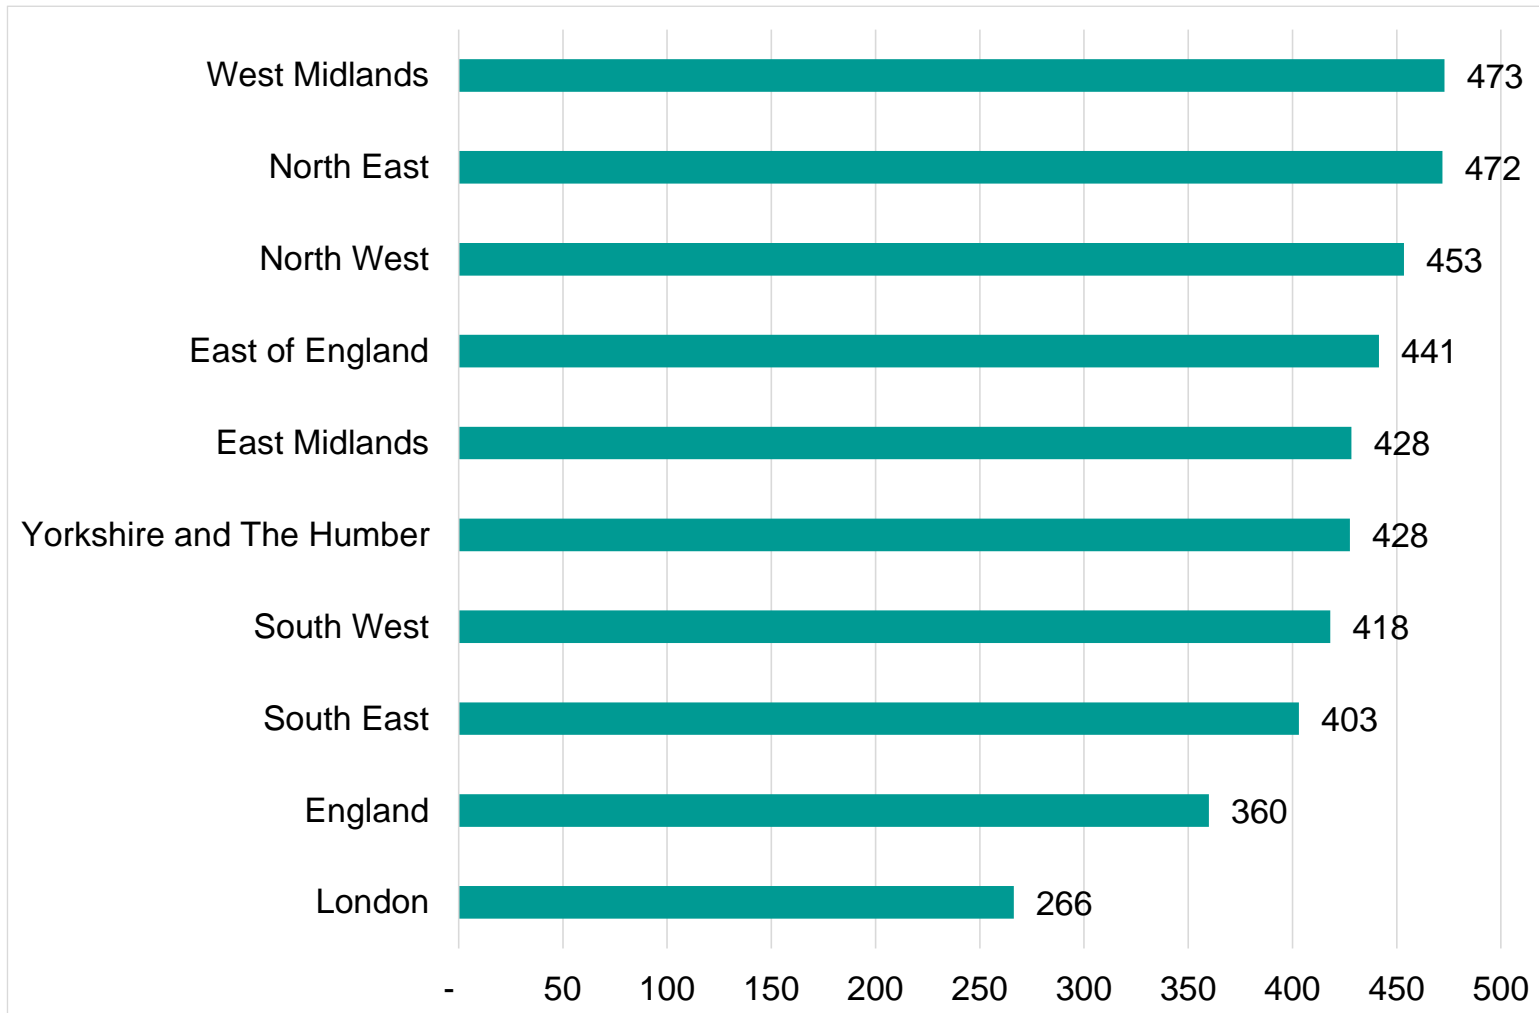 West Midlands 473
North East 472
North West 453
East of England 441
East Midlands 428
Yorkshire and The Humber 428
South West 418
South East 403
England 360
London 266
- 50 100 150 200 250 300 350 400 450 500